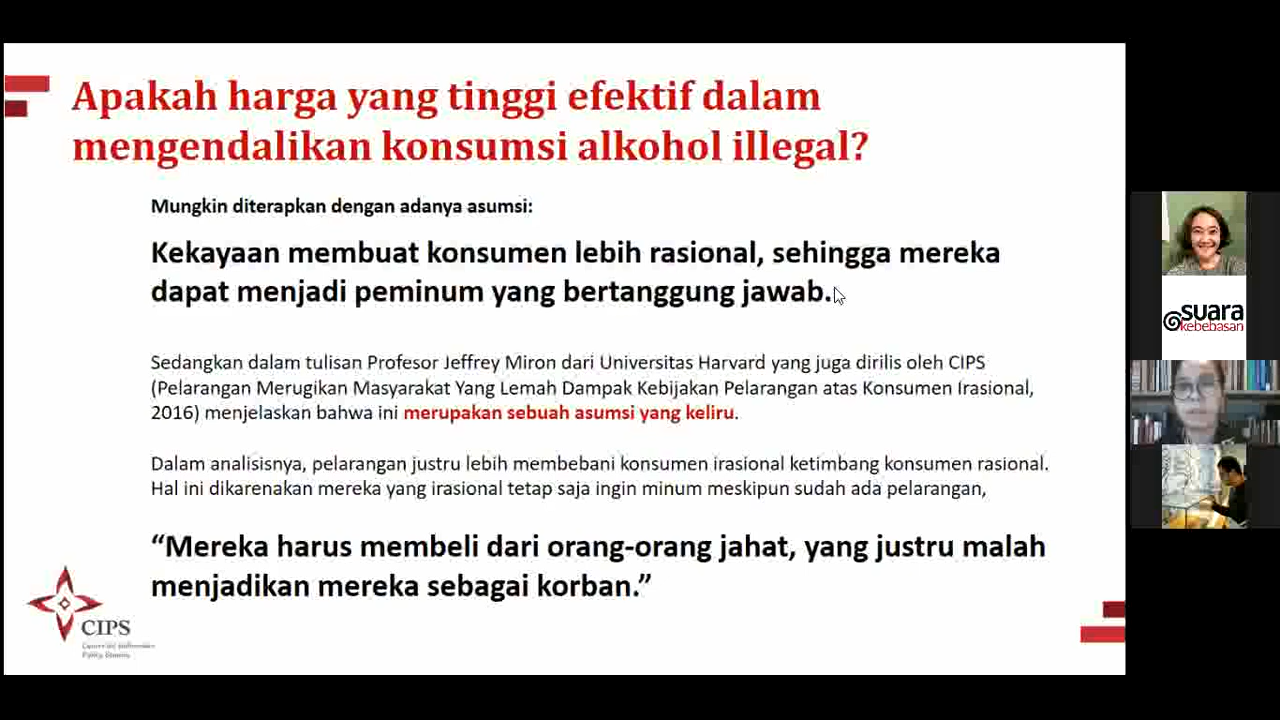 Apakah harga yang tinggi efektif dalam
mengendalikan konsumsi alkohol illegal?
Mungkin diterapkan dengan adanya asumsi:
Kekayaan membuat konsumen lebih rasional, sehingga mereka
dapat menjadi peminum yang bertanggung jawab.
Sedangkan dalam tulisan Profesor Jeffrey Miron dari Universitas Harvard yang juga dirilis oleh CIPS
(Pelarangan Merugikan Masyarakat Yang Lemah Dampak Kebijakan Pelarangan atas Konsumen Irasional,
2016) menjelaskan bahwa ini merupakan sebuah asumsi yang keliru.
Dalam analisisnya, pelarangan justru lebih membebani konsumen irasional ketimbang konsumen rasional.
Hal ini dikarenakan mereka yang irasional tetap saja ingin minum meskipun sudah ada pelarangan,
“Mereka harus membeli dari orang-orang jahat, yang justru malah
menjadikan mereka sebagai korban.”
CIPS
suara
kebebasan